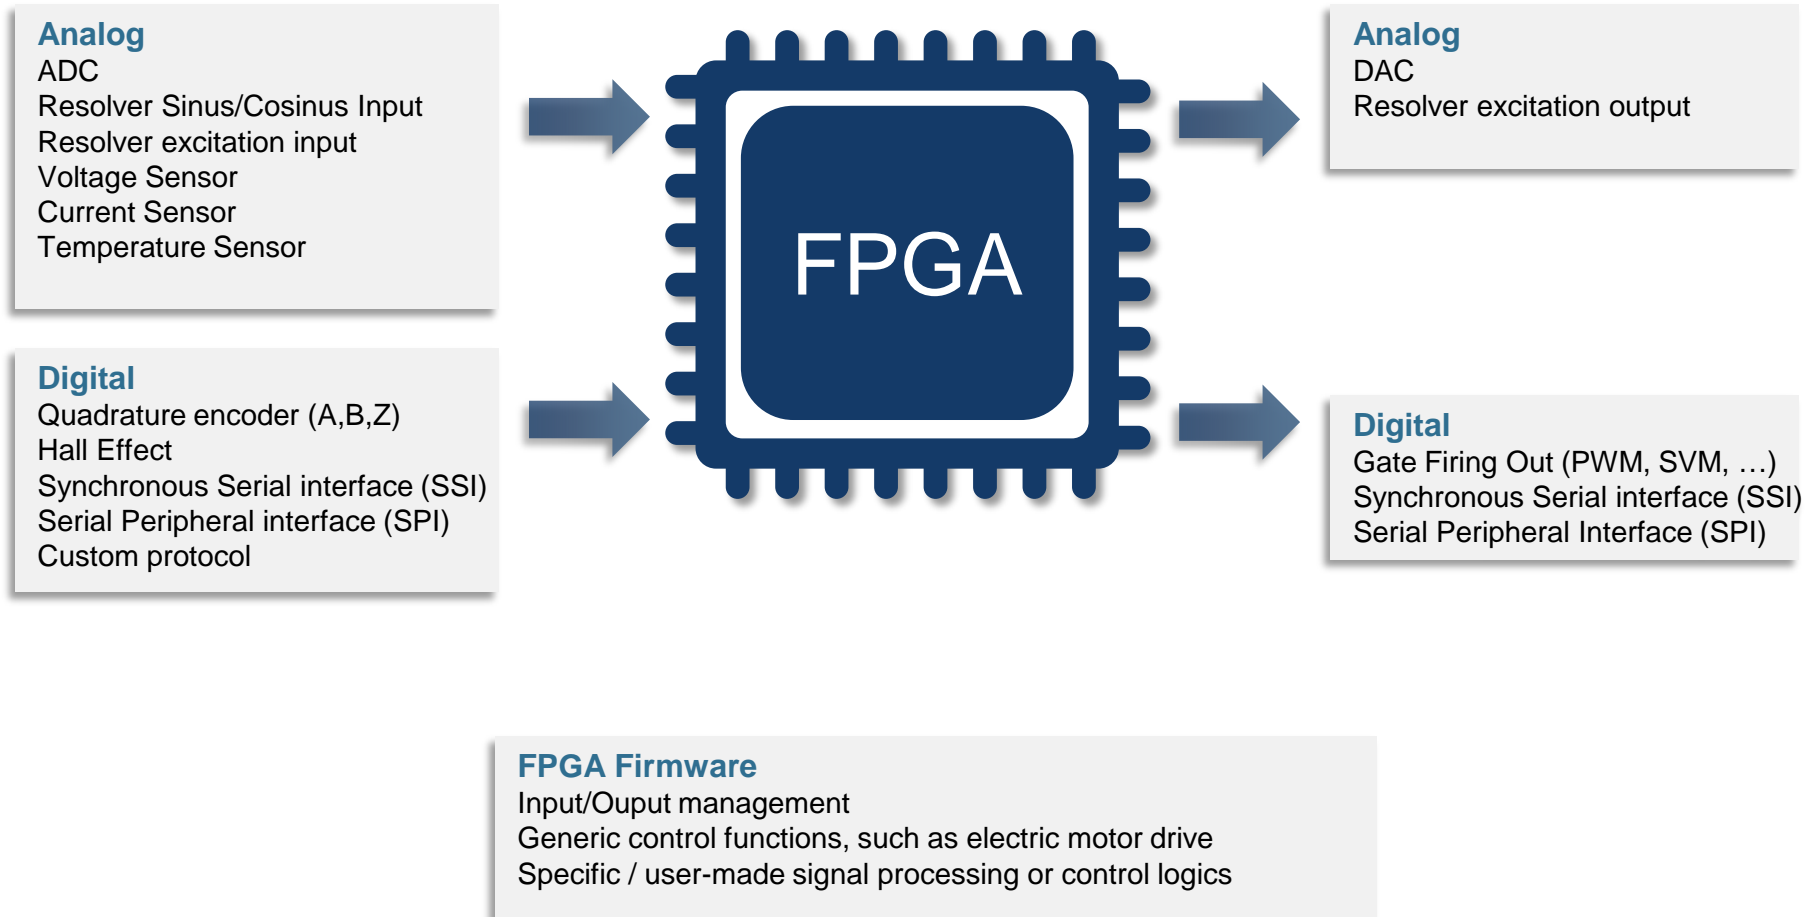 Analog
ADC
Resolver Sinus/Cosinus Input
Resolver excitation input
Voltage Sensor
Current Sensor
Temperature Sensor
Digital
Quadrature encoder (A,B,Z)
Hall Effect
Synchronous Serial interface (SSI)
Serial Peripheral interface (SPI)
Custom protocol
FPGA
Analog
DAC
Resolver excitation output
Digital
Gate Firing Out (PWM, SVM, …)
Synchronous Serial interface (SSI)
Serial Peripheral Interface (SPI)
FPGA Firmware
Input/Ouput management
Generic control functions, such as electric motor drive
Specific / user-made signal processing or control logics